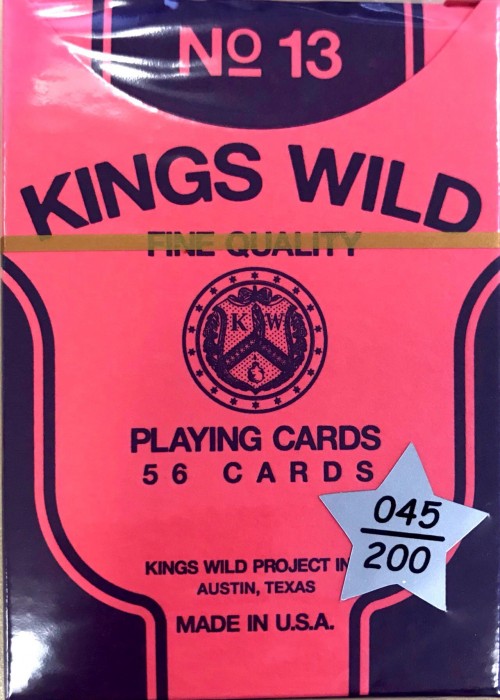 No 13
KINGS WILD
FINE QUALITY
K W
PLAYING CARDS
56 CARDS
045
200
KINGS WILD PROJECT IN
AUSTIN, TEXAS
MADE IN U.S.A.